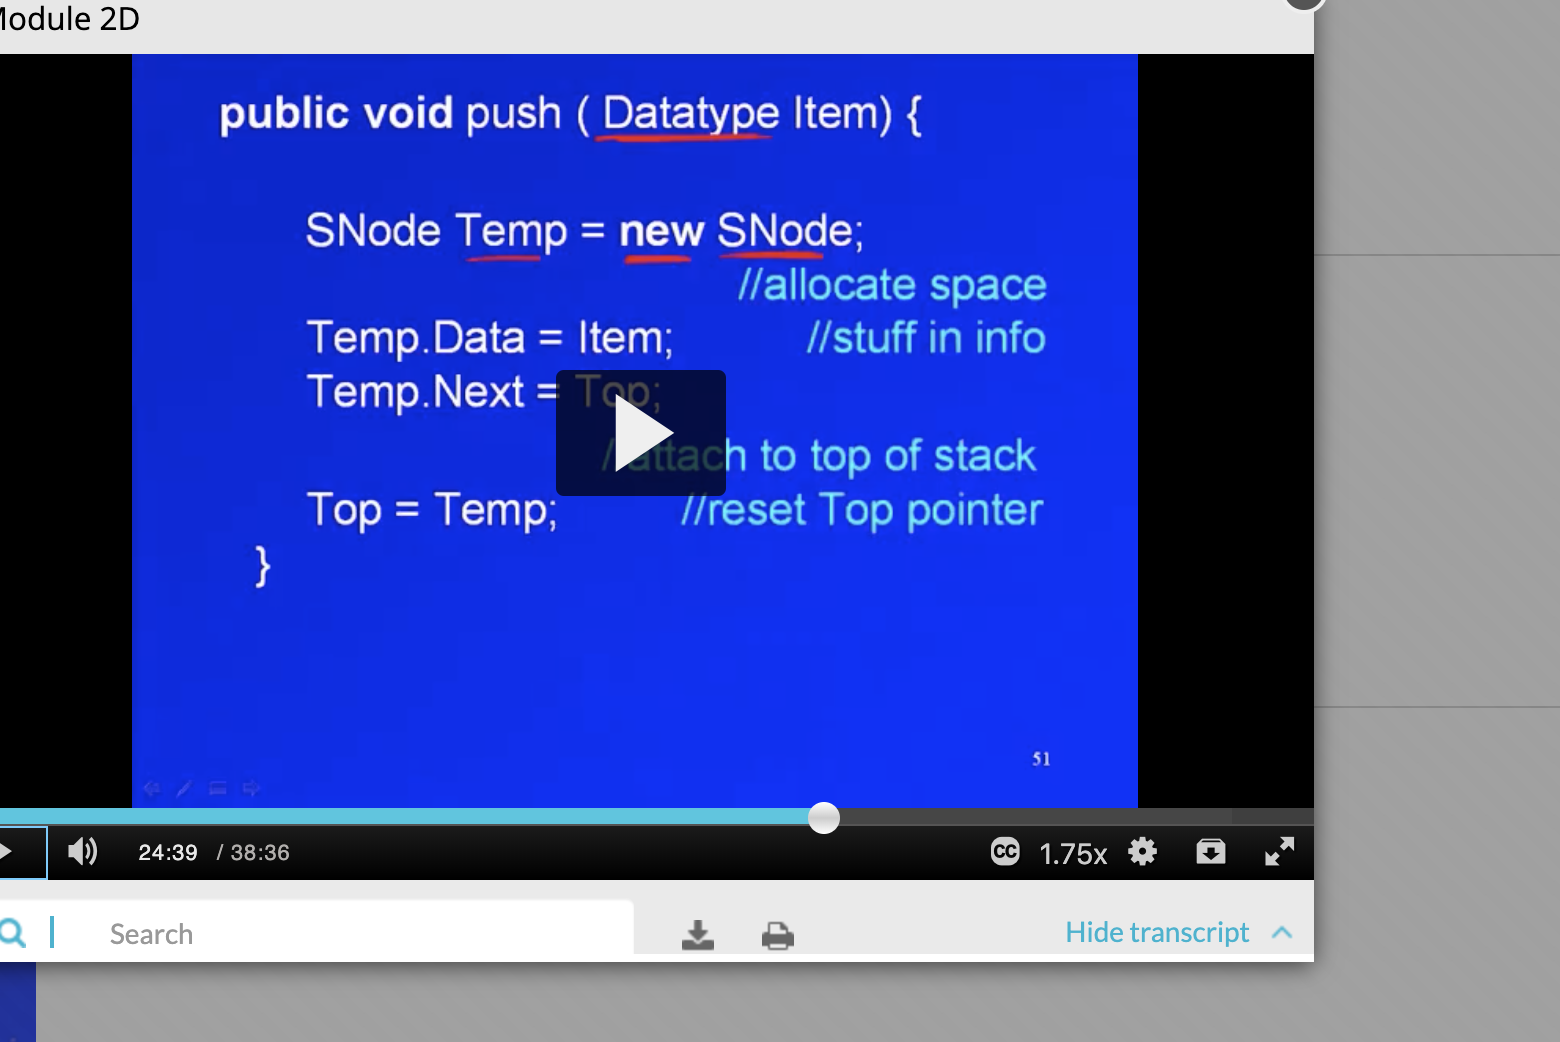 Module 2D
public void push ( Datatype Item) {
SNode Temp = new SNode;
//allocate space
Temp.Data = Item; //stuff in info
Temp.Next = Top;
//attach to top of stack
Top = Temp; //reset Top pointer
}
51
24:39 / 38:36 CC 1.75x
Search Hide transcript